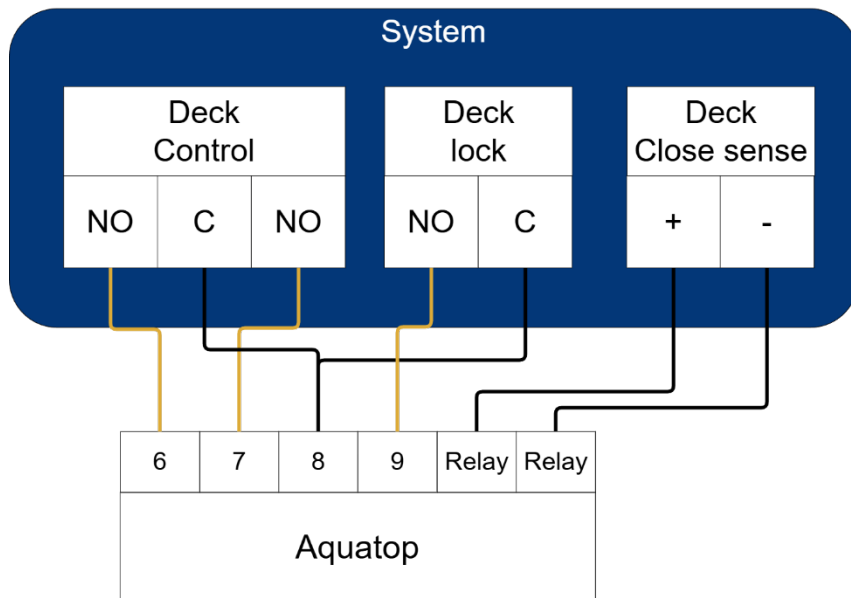 System
Deck
Control
Deck
lock
Deck
Close sense
NO C NO
NO C
+ -
6 7 8 9 Relay Relay
Aquatop